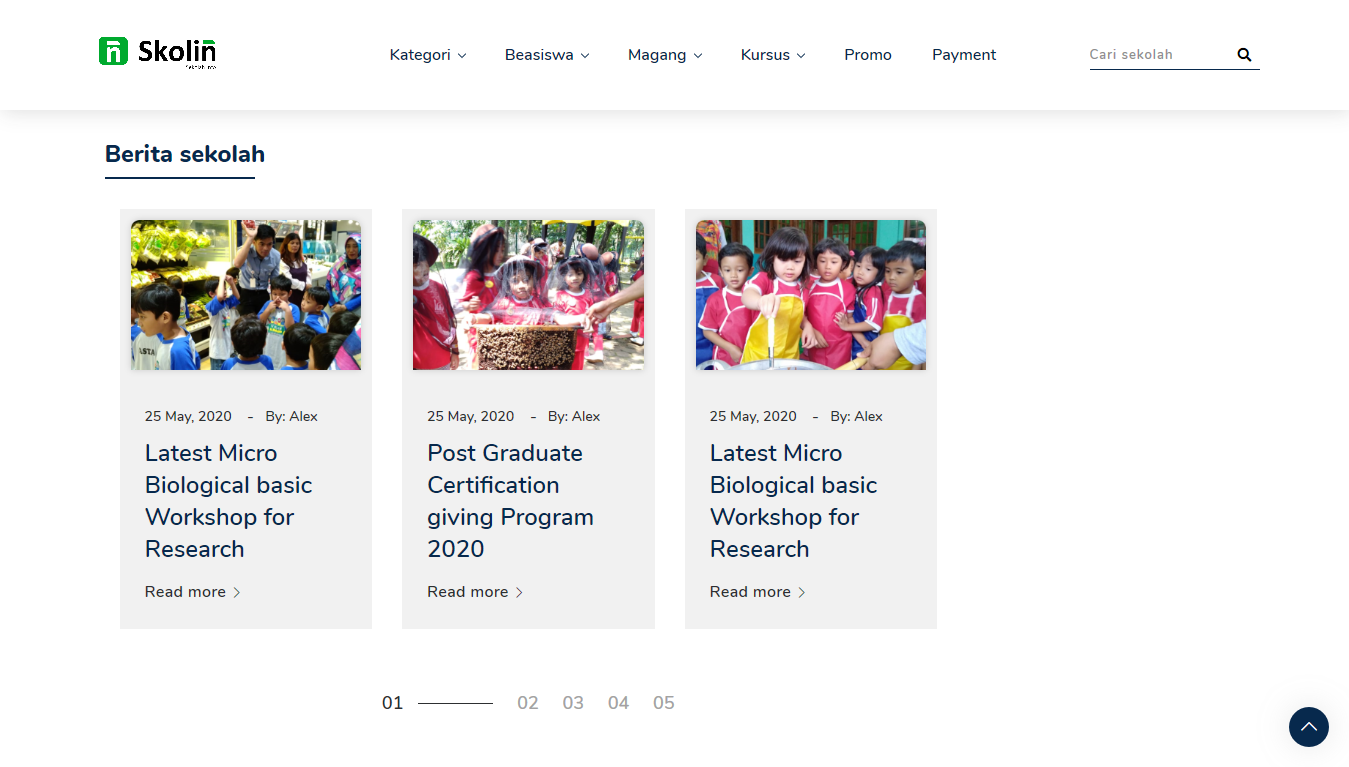 Skolin
Kategori
Beasiswa
Magang
Kursus
Promo
Payment
Cari sekolah
Berita sekolah
25 May, 2020 - By: Alex
Latest Micro
Biological basic
Workshop for
Research
Read more
25 May, 2020 - By: Alex
Post Graduate
Certification
giving Program
2020
Read more
25 May, 2020 - By: Alex
Latest Micro
Biological basic
Workshop for
Research
Read more
01 02 03 04 05